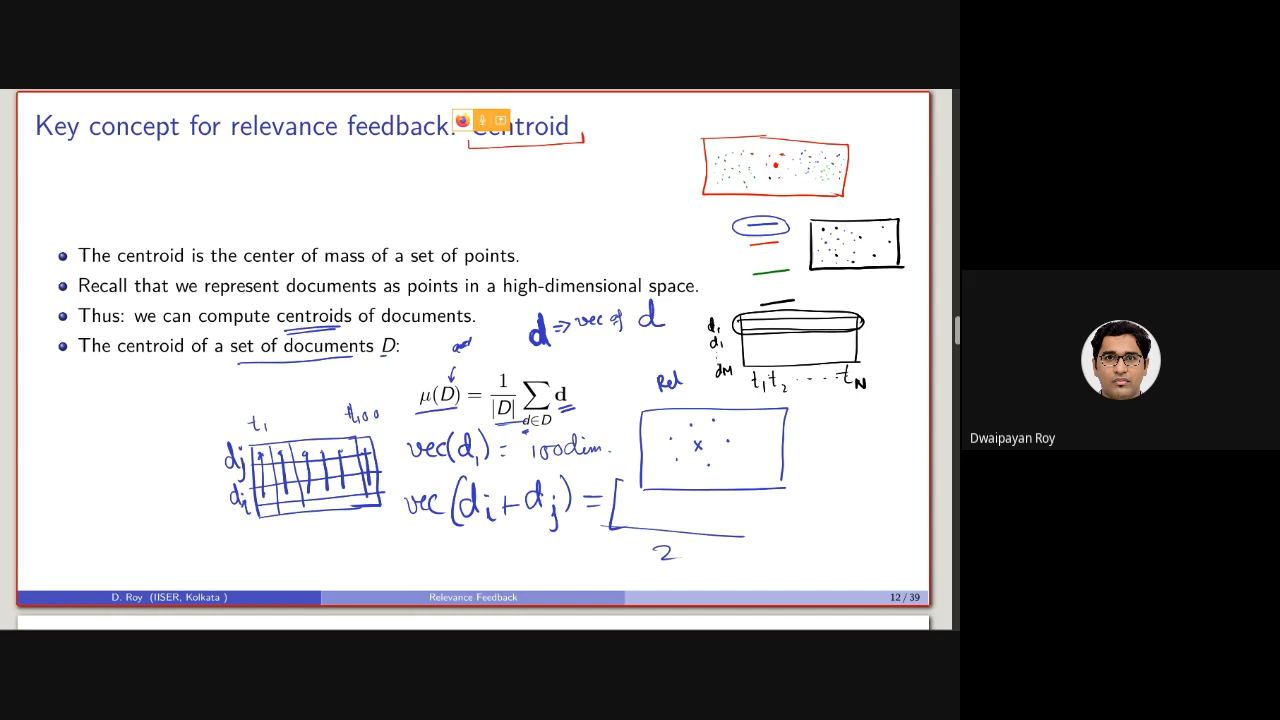 Key concept for relevance feedback: Centroid
The centroid is the center of mass of a set of points.
Recall that we represent documents as points in a high-dimensional space.
Thus: we can compute centroids of documents.
d ⇒ vec of d
The centroid of a set of documents D:
d₁
d₁
⋮
dM
t₁ t₂ ...... tN
Rel
μ(D) = 1/|D| ∑ d∈D d
t₁ t₁₀₀
dj
di
vec(d₁) = 100 dim.
vec(di + dj) = [
2
D. Roy (IISER, Kolkata ) Relevance Feedback 12 / 39
Dwaipayan Roy